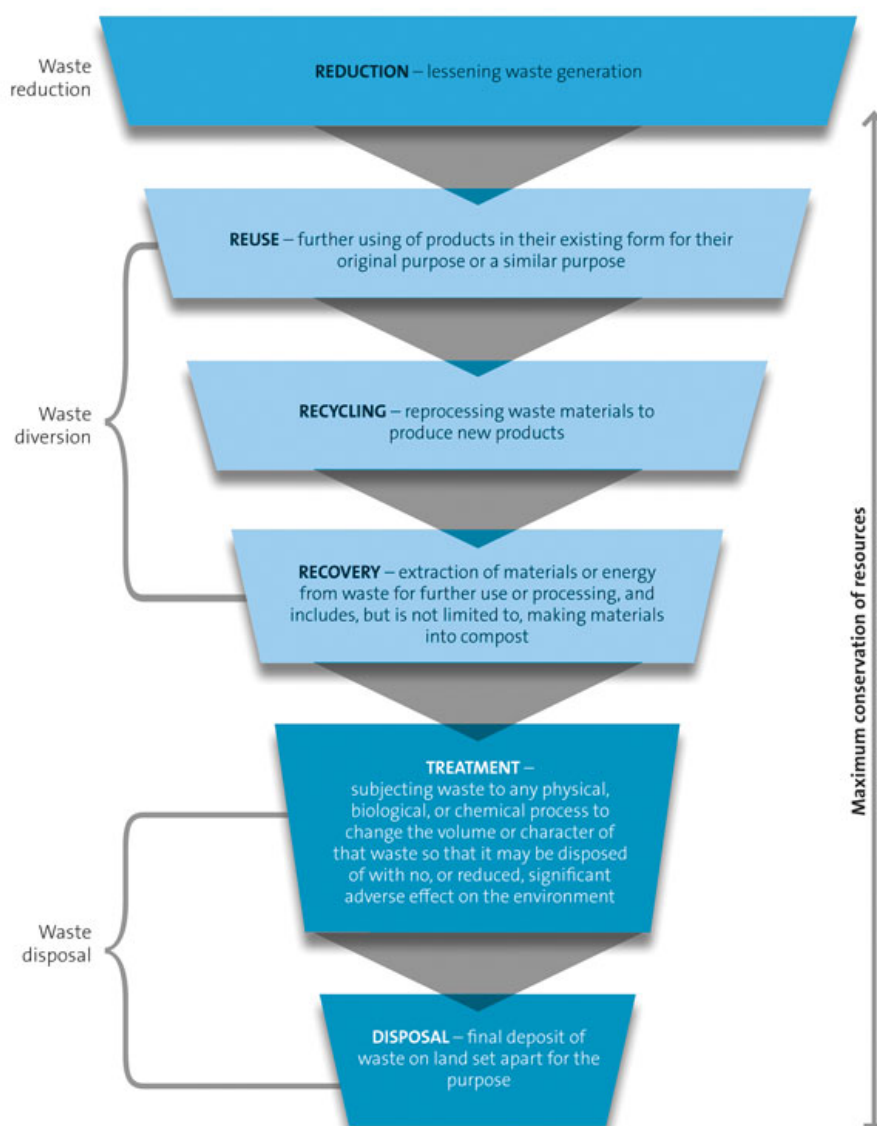 Waste
reduction
REDUCTION – lessening waste generation
REUSE – further using of products in their existing form for their
original purpose or a similar purpose
Waste
diversion
RECYCLING – reprocessing waste materials to
produce new products
RECOVERY – extraction of materials or energy
from waste for further use or processing, and
includes, but is not limited to, making materials
into compost
Waste
disposal
TREATMENT –
subjecting waste to any physical,
biological, or chemical process to
change the volume or character of
that waste so that it may be disposed
of with no, or reduced, significant
adverse effect on the environment
DISPOSAL – final deposit of
waste on land set apart for the
purpose
Maximum conservation of resources